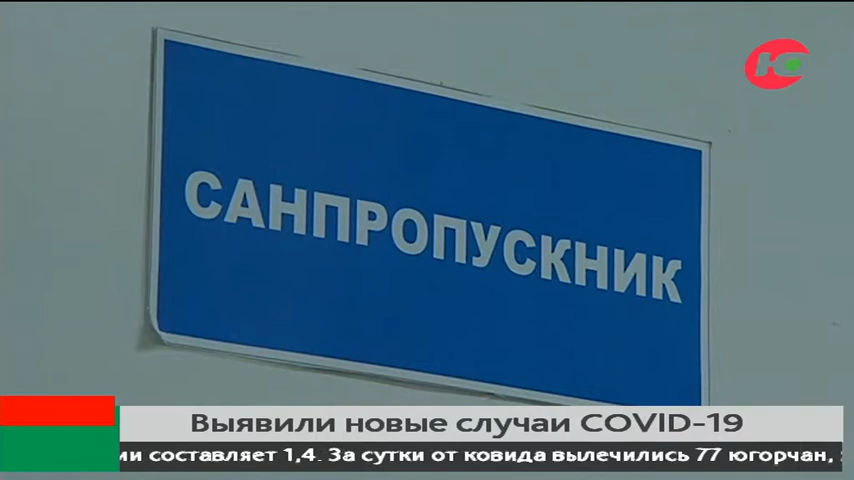 Ю
САНПРОПУСКНИК
Выявили новые случаи COVID-19
составляет 1,4. За сутки от ковида вылечились 77 югорчан,